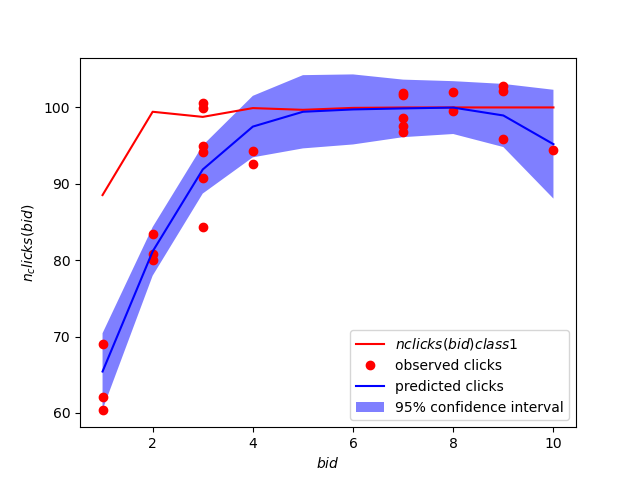 100
90
80
70
60
n_clicks(bid)
nclicks(bid)class1
observed clicks
predicted clicks
95% confidence interval
2
4
6
8
10
bid